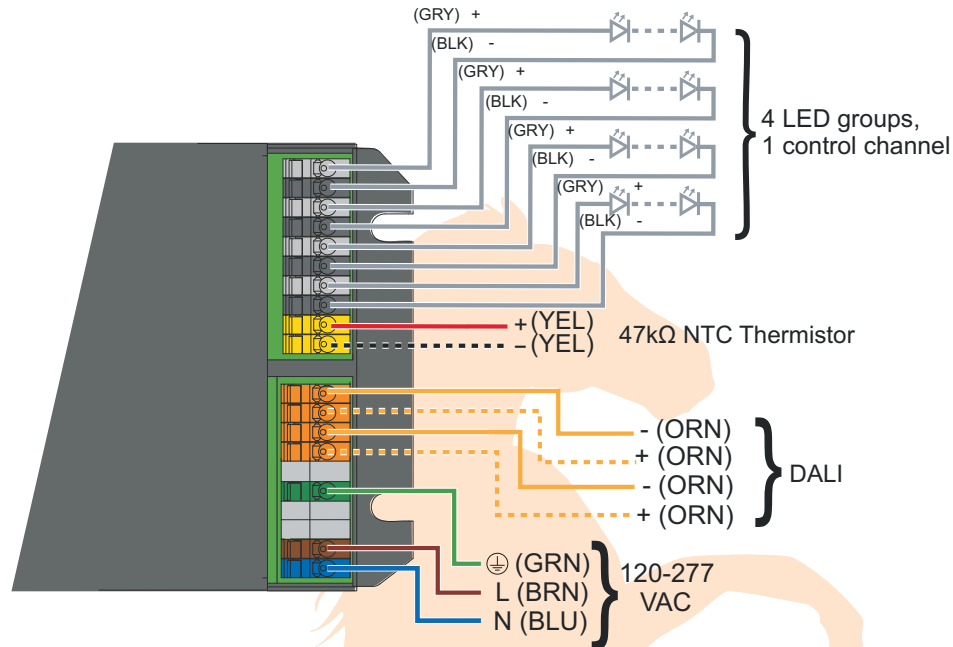 (GRY) +
(BLK) -
(GRY) +
(BLK) -
(GRY) +
(BLK) -
(GRY) +
(BLK) -
4 LED groups,
1 control channel
+ (YEL)
– (YEL)
47kΩ NTC Thermistor
- (ORN)
+ (ORN)
- (ORN)
+ (ORN)
DALI
(GRN)
L (BRN)
N (BLU)
120-277
VAC